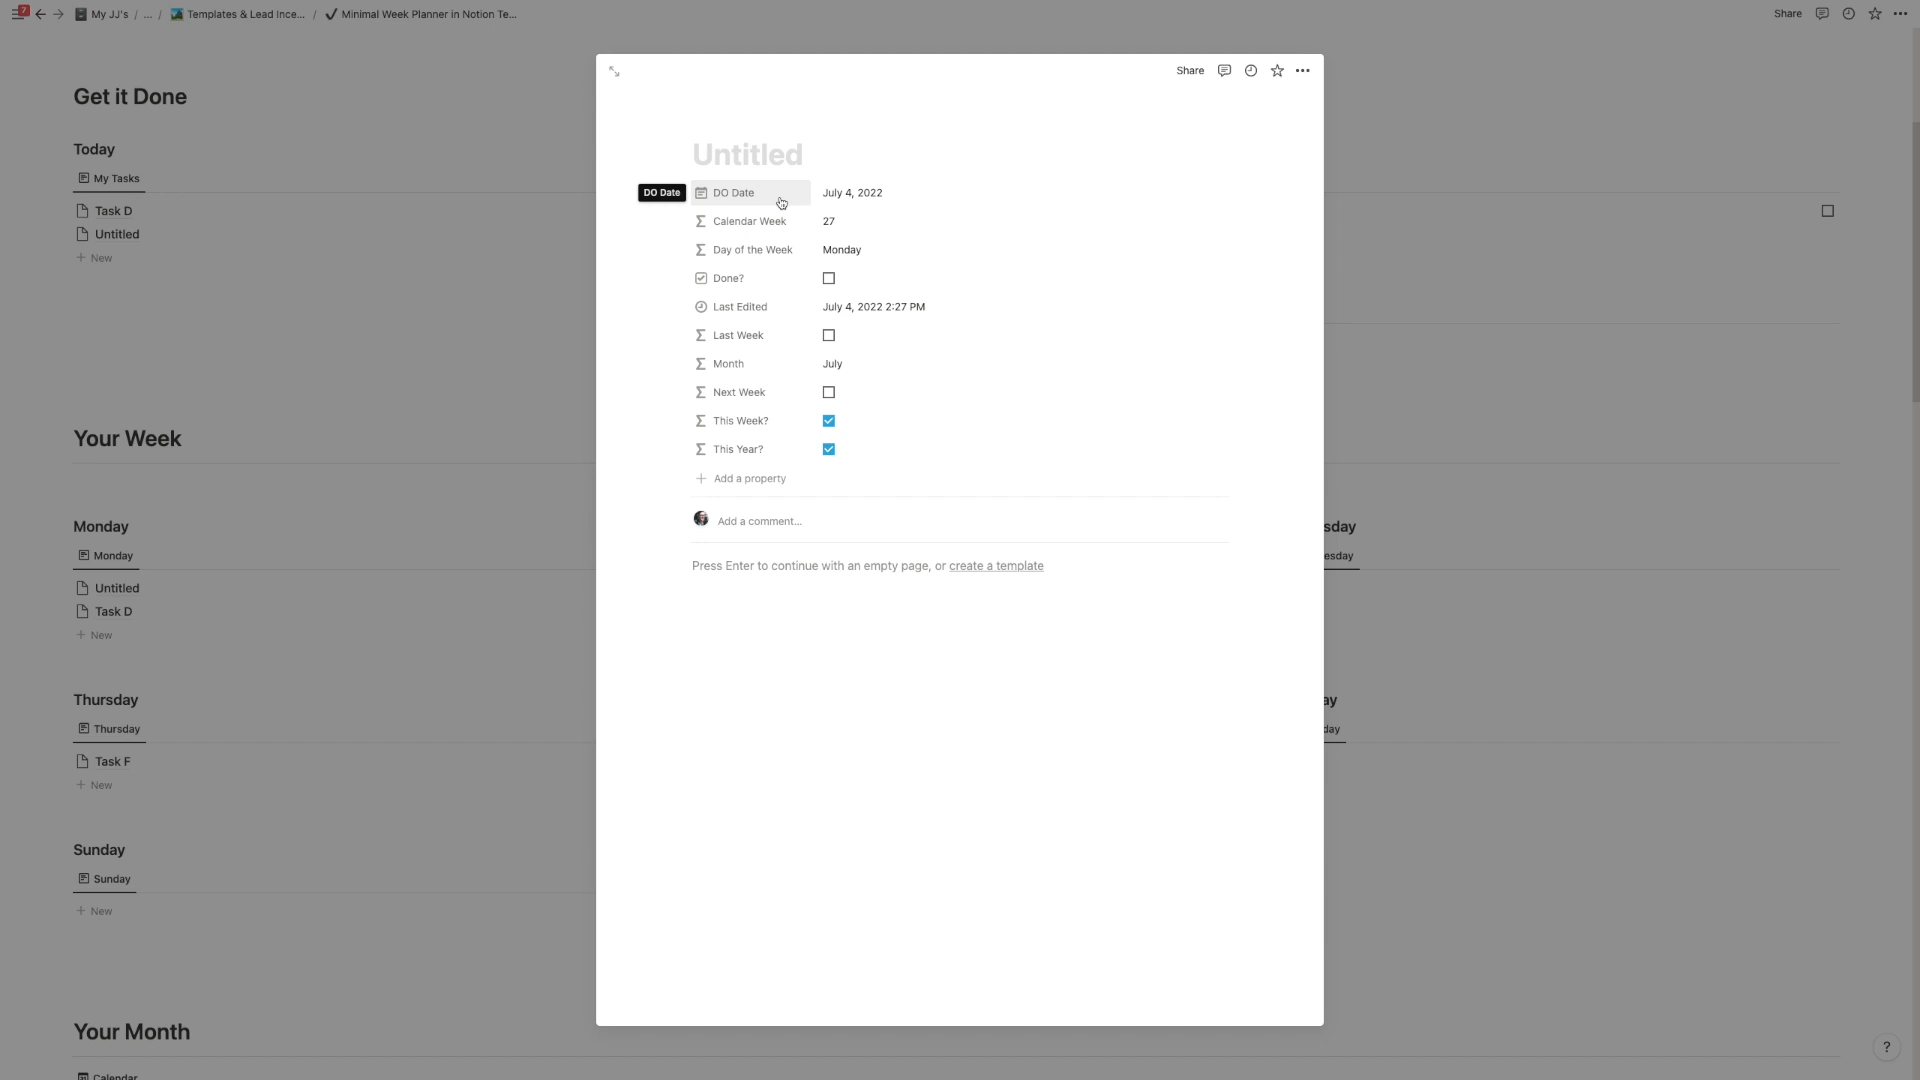 7
My JJ's / ... / Templates & Lead Ince... / Minimal Week Planner in Notion Te...
Share
Get it Done
Today
My Tasks
Task D
Untitled
+ New
Your Week
Monday
Monday
Untitled
Task D
+ New
Thursday
Thursday
Task F
+ New
Sunday
Sunday
+ New
Your Month
Calendar
Share
Untitled
DO Date
DO Date July 4, 2022
Calendar Week 27
Day of the Week Monday
Done?
Last Edited July 4, 2022 2:27 PM
Last Week
Month July
Next Week
This Week?
This Year?
+ Add a property
Add a comment...
Press Enter to continue with an empty page, or create a template
sday
esday
ay
day
?